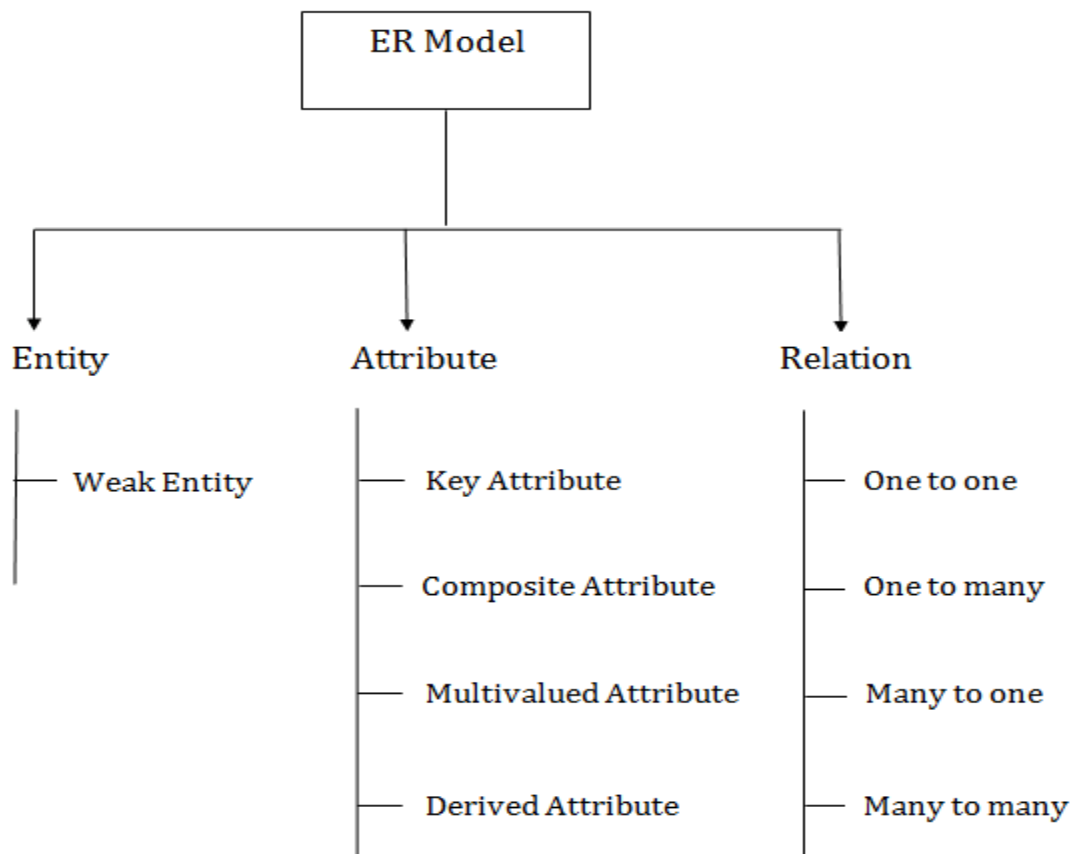 ER Model
Entity
Attribute
Relation
Weak Entity
Key Attribute
One to one
Composite Attribute
One to many
Multivalued Attribute
Many to one
Derived Attribute
Many to many